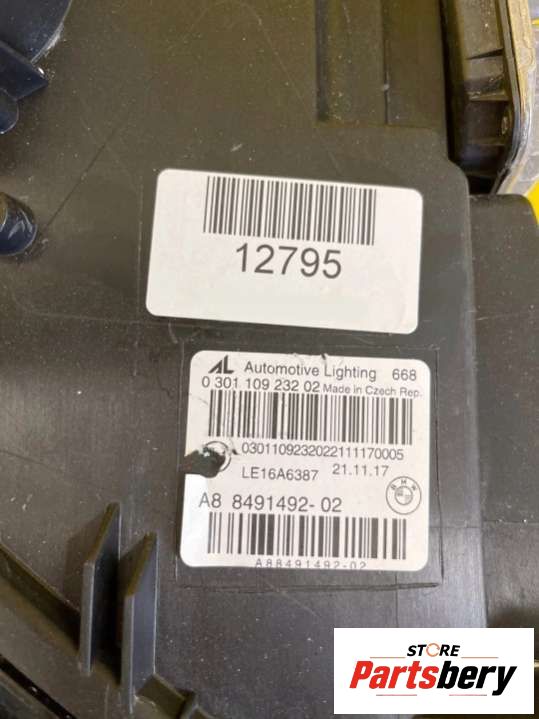 12795
AL Automotive Lighting 668
0 301 109 232 02 Made in Czech Rep.
0301109232022111170005
LE16A6387 21.11.17
BMW
A8 8491492-02
A88491492-02
STORE
Partsbery